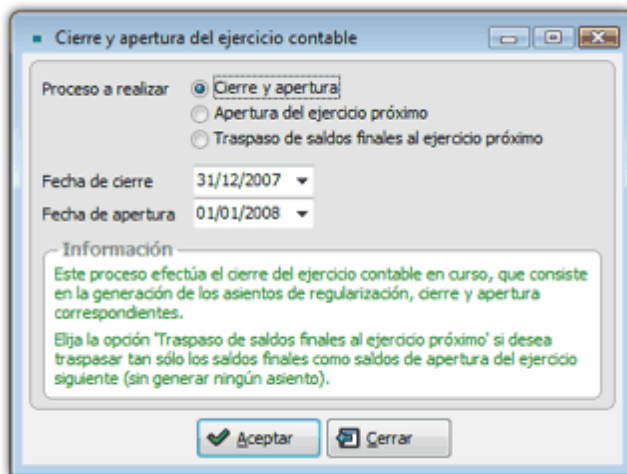 Cierre y apertura del ejercicio contable
Proceso a realizar
Cierre y apertura
Apertura del ejercicio próximo
Traspaso de saldos finales al ejercicio próximo
Fecha de cierre 31/12/2007
Fecha de apertura 01/01/2008
Información
Este proceso efectúa el cierre del ejercicio contable en curso, que consiste
en la generación de los asientos de regularización, cierre y apertura
correspondientes.
Elija la opción 'Traspaso de saldos finales al ejercicio próximo' si desea
traspasar tan sólo los saldos finales como saldos de apertura del ejercicio
siguiente (sin generar ningún asiento).
Aceptar Cerrar